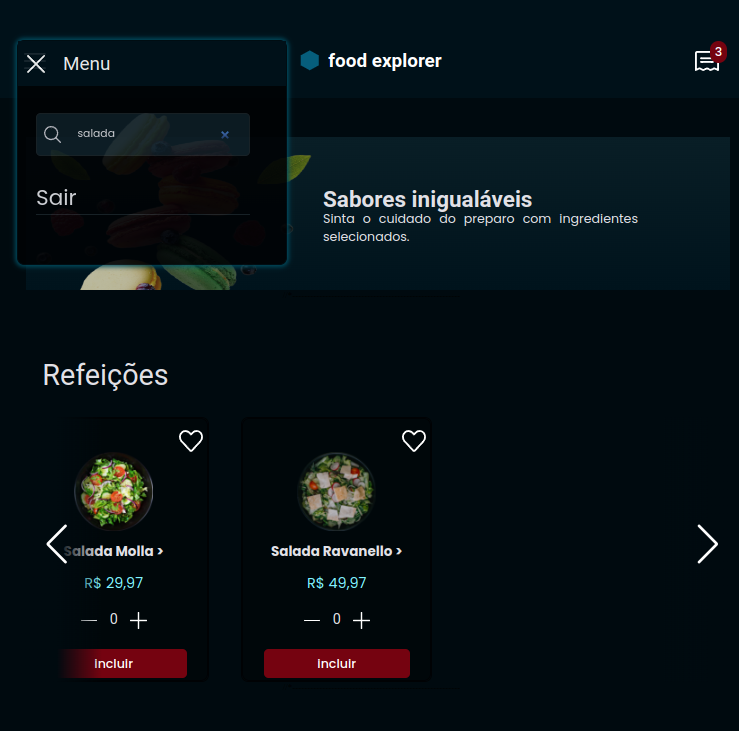 Menu
food explorer
3
salada
Sair
Sabores inigualáveis
Sinta o cuidado do preparo com ingredientes
selecionados.
Refeições
Salada Molla >
Salada Ravanello >
R$ 29,97
R$ 49,97
0
0
Incluir
Incluir